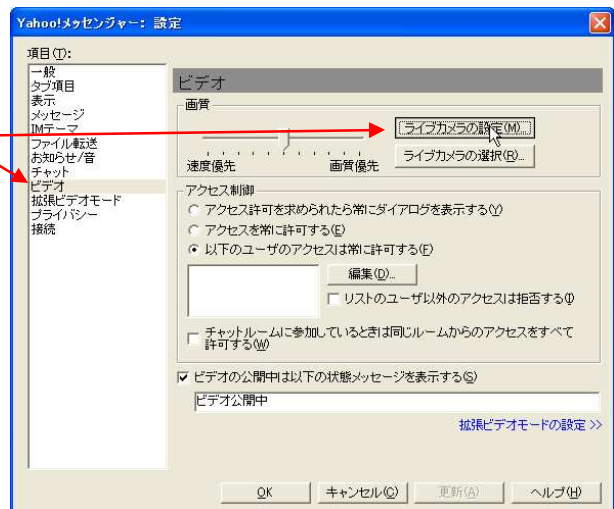 Yahoo!メッセンジャー: 設定
項目(T):
一般
タブ項目
表示
メッセージ
IMテーマ
ファイル転送
お知らせ/音
チャット
ビデオ
拡張ビデオモード
プライバシー
接続
ビデオ
画質
ライブカメラの設定(M)...
速度優先
画質優先
ライブカメラの選択(R)...
アクセス制御
アクセス許可を求められたら常にダイアログを表示する(Y)
アクセスを常に許可する(E)
以下のユーザのアクセスは常に許可する(F)
編集(D)...
リストのユーザ以外のアクセスは拒否する(I)
チャットルームに参加しているときは同じルームからのアクセスをすべて
許可する(W)
ビデオの公開中は以下の状態メッセージを表示する(S)
ビデオ公開中
拡張ビデオモードの設定 >>
OK
キャンセル(C)
更新(A)
ヘルプ(H)